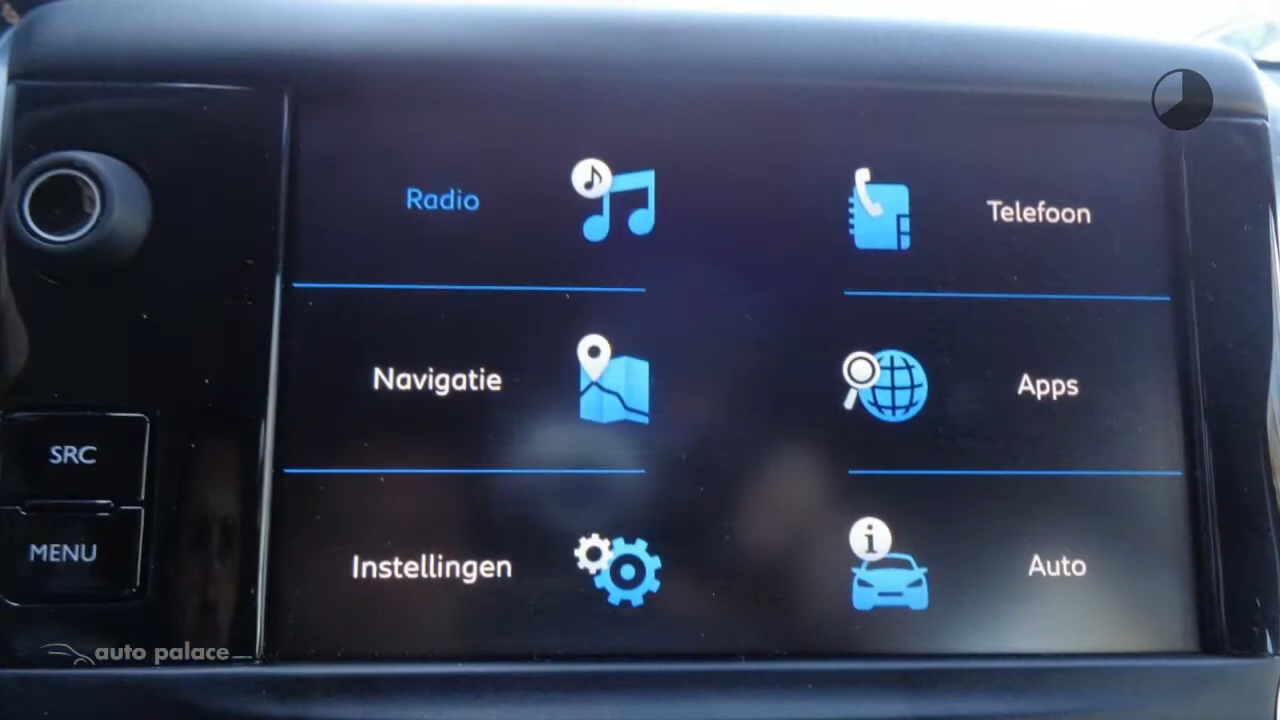 Radio
Telefoon
Navigatie
Apps
SRC
MENU
Instellingen
Auto
auto palace